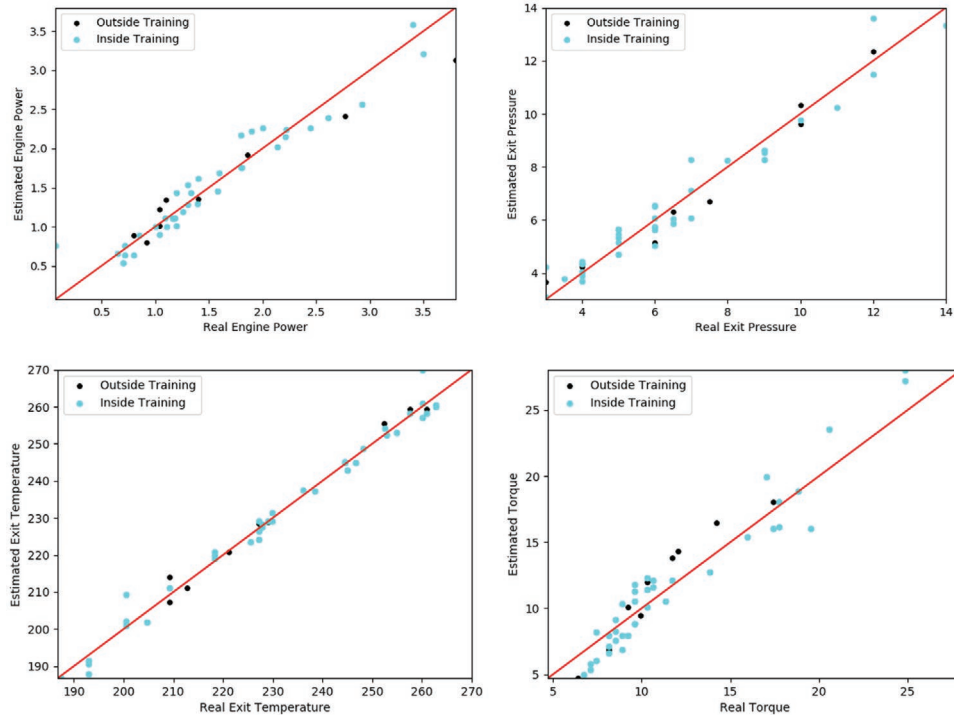 Outside Training
Inside Training
3.5
3.0
2.5
2.0
1.5
1.0
0.5
Estimated Engine Power
0.5 1.0 1.5 2.0 2.5 3.0 3.5
Real Engine Power
Outside Training
Inside Training
14
12
10
8
6
4
Estimated Exit Pressure
4 6 8 10 12 14
Real Exit Pressure
Outside Training
Inside Training
270
260
250
240
230
220
210
200
190
Estimated Exit Temperature
190 200 210 220 230 240 250 260 270
Real Exit Temperature
Outside Training
Inside Training
25
20
15
10
5
Estimated Torque
5 10 15 20 25
Real Torque